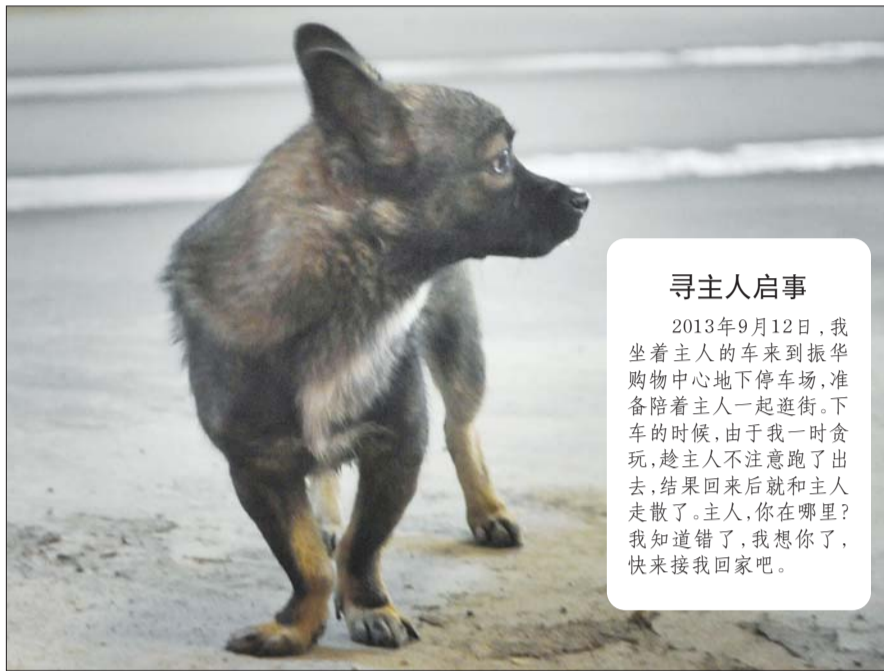 寻主人启事
2013年9月12日,我
坐着主人的车来到振华
购物中心地下停车场,准
备陪着主人一起逛街。下
车的时候,由于我一时贪
玩,趁主人不注意跑了出
去,结果回来后就和主人
走散了。主人,你在哪里?
我知道错了,我想你了,
快来接我回家吧。